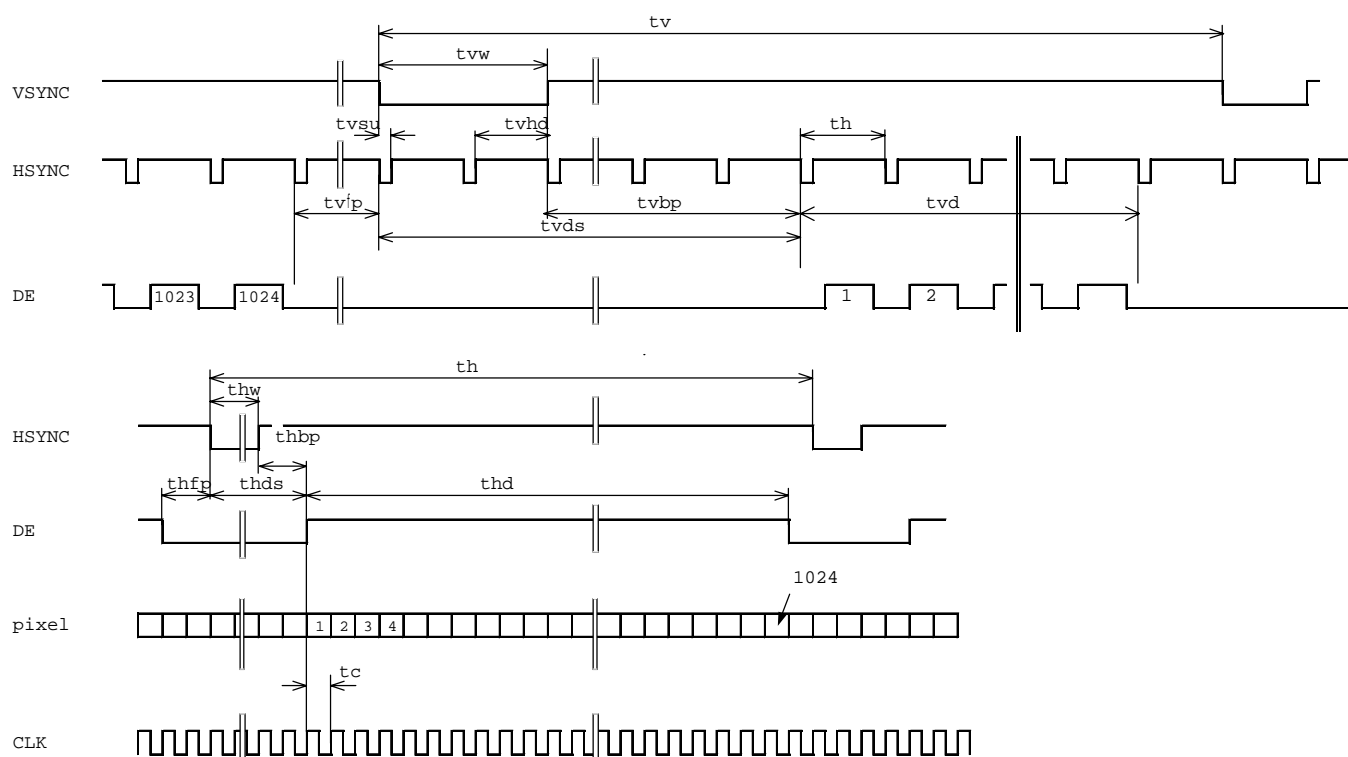 tv
tvw
VSYNC
tvsu
tvhd
th
HSYNC
tvfp
tvbp
tvd
tvds
DE
1023
1024
1
2
th
thw
HSYNC
thbp
thfp
thds
thd
DE
1024
pixel
1
2
3
4
tc
CLK